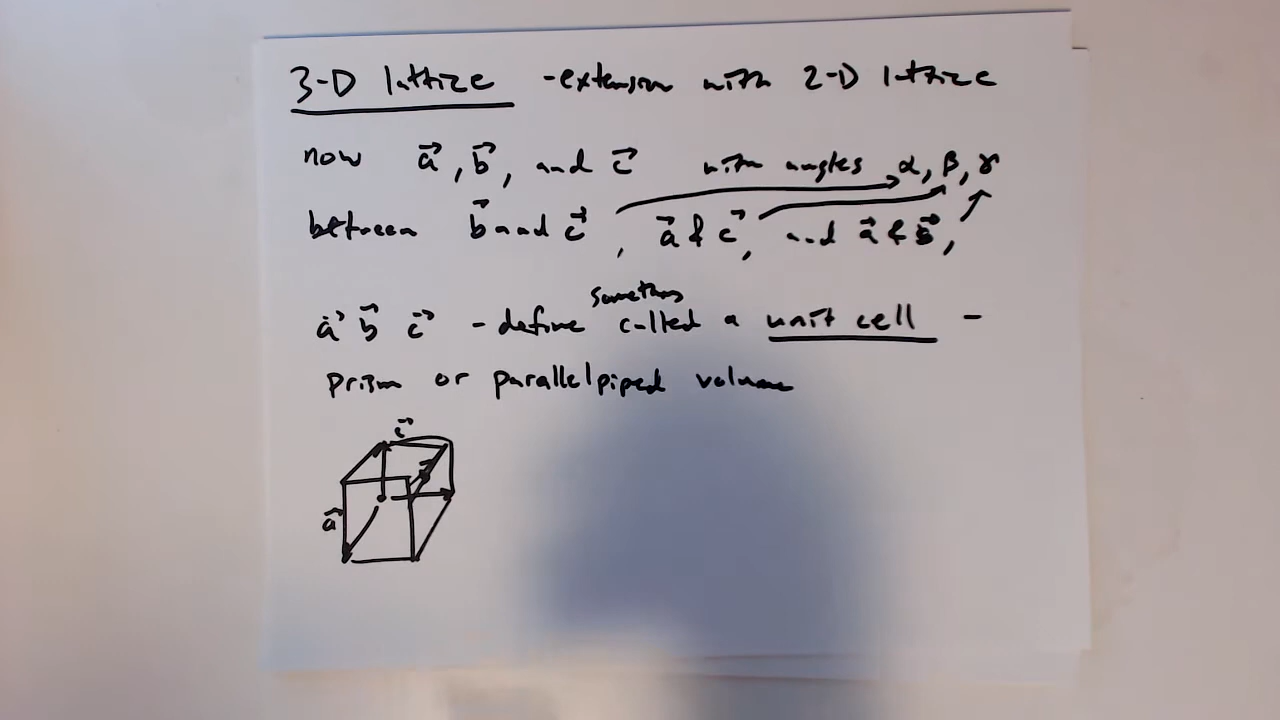 3-D lattice - extension with 2-D lattice
now a⃗, b⃗, and c⃗ with angles α, β, γ
between b⃗ and c⃗, a⃗ & c⃗, and a⃗ & b⃗,
something
a⃗ b⃗ c⃗ - define called a unit cell -
prism or parallelpiped volume
c⃗
a⃗